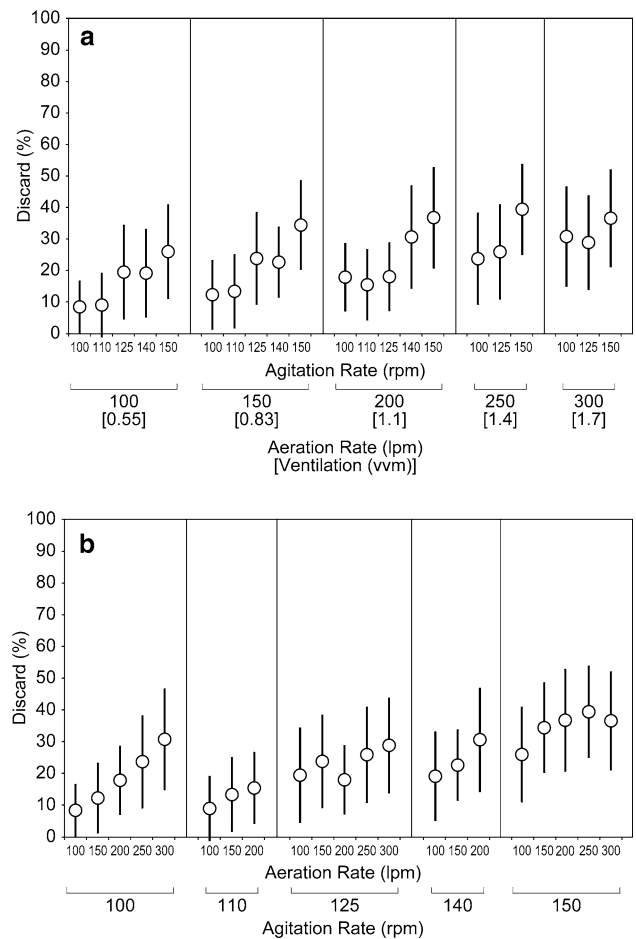 a
100
90
80
70
60
50
40
30
20
10
0
Discard (%)
100 110 125 140 150 100 110 125 140 150 100 110 125 140 150 100 125 150 100 125 150
Agitation Rate (rpm)
100 150 200 250 300
[0.55] [0.83] [1.1] [1.4] [1.7]
Aeration Rate (lpm)
[Ventilation (vvm)]
b
100
90
80
70
60
50
40
30
20
10
0
Discard (%)
100 150 200 250 300 100 150 200 100 150 200 250 300 100 150 200 100 150 200 250 300
Aeration Rate (lpm)
100 110 125 140 150
Agitation Rate (rpm)